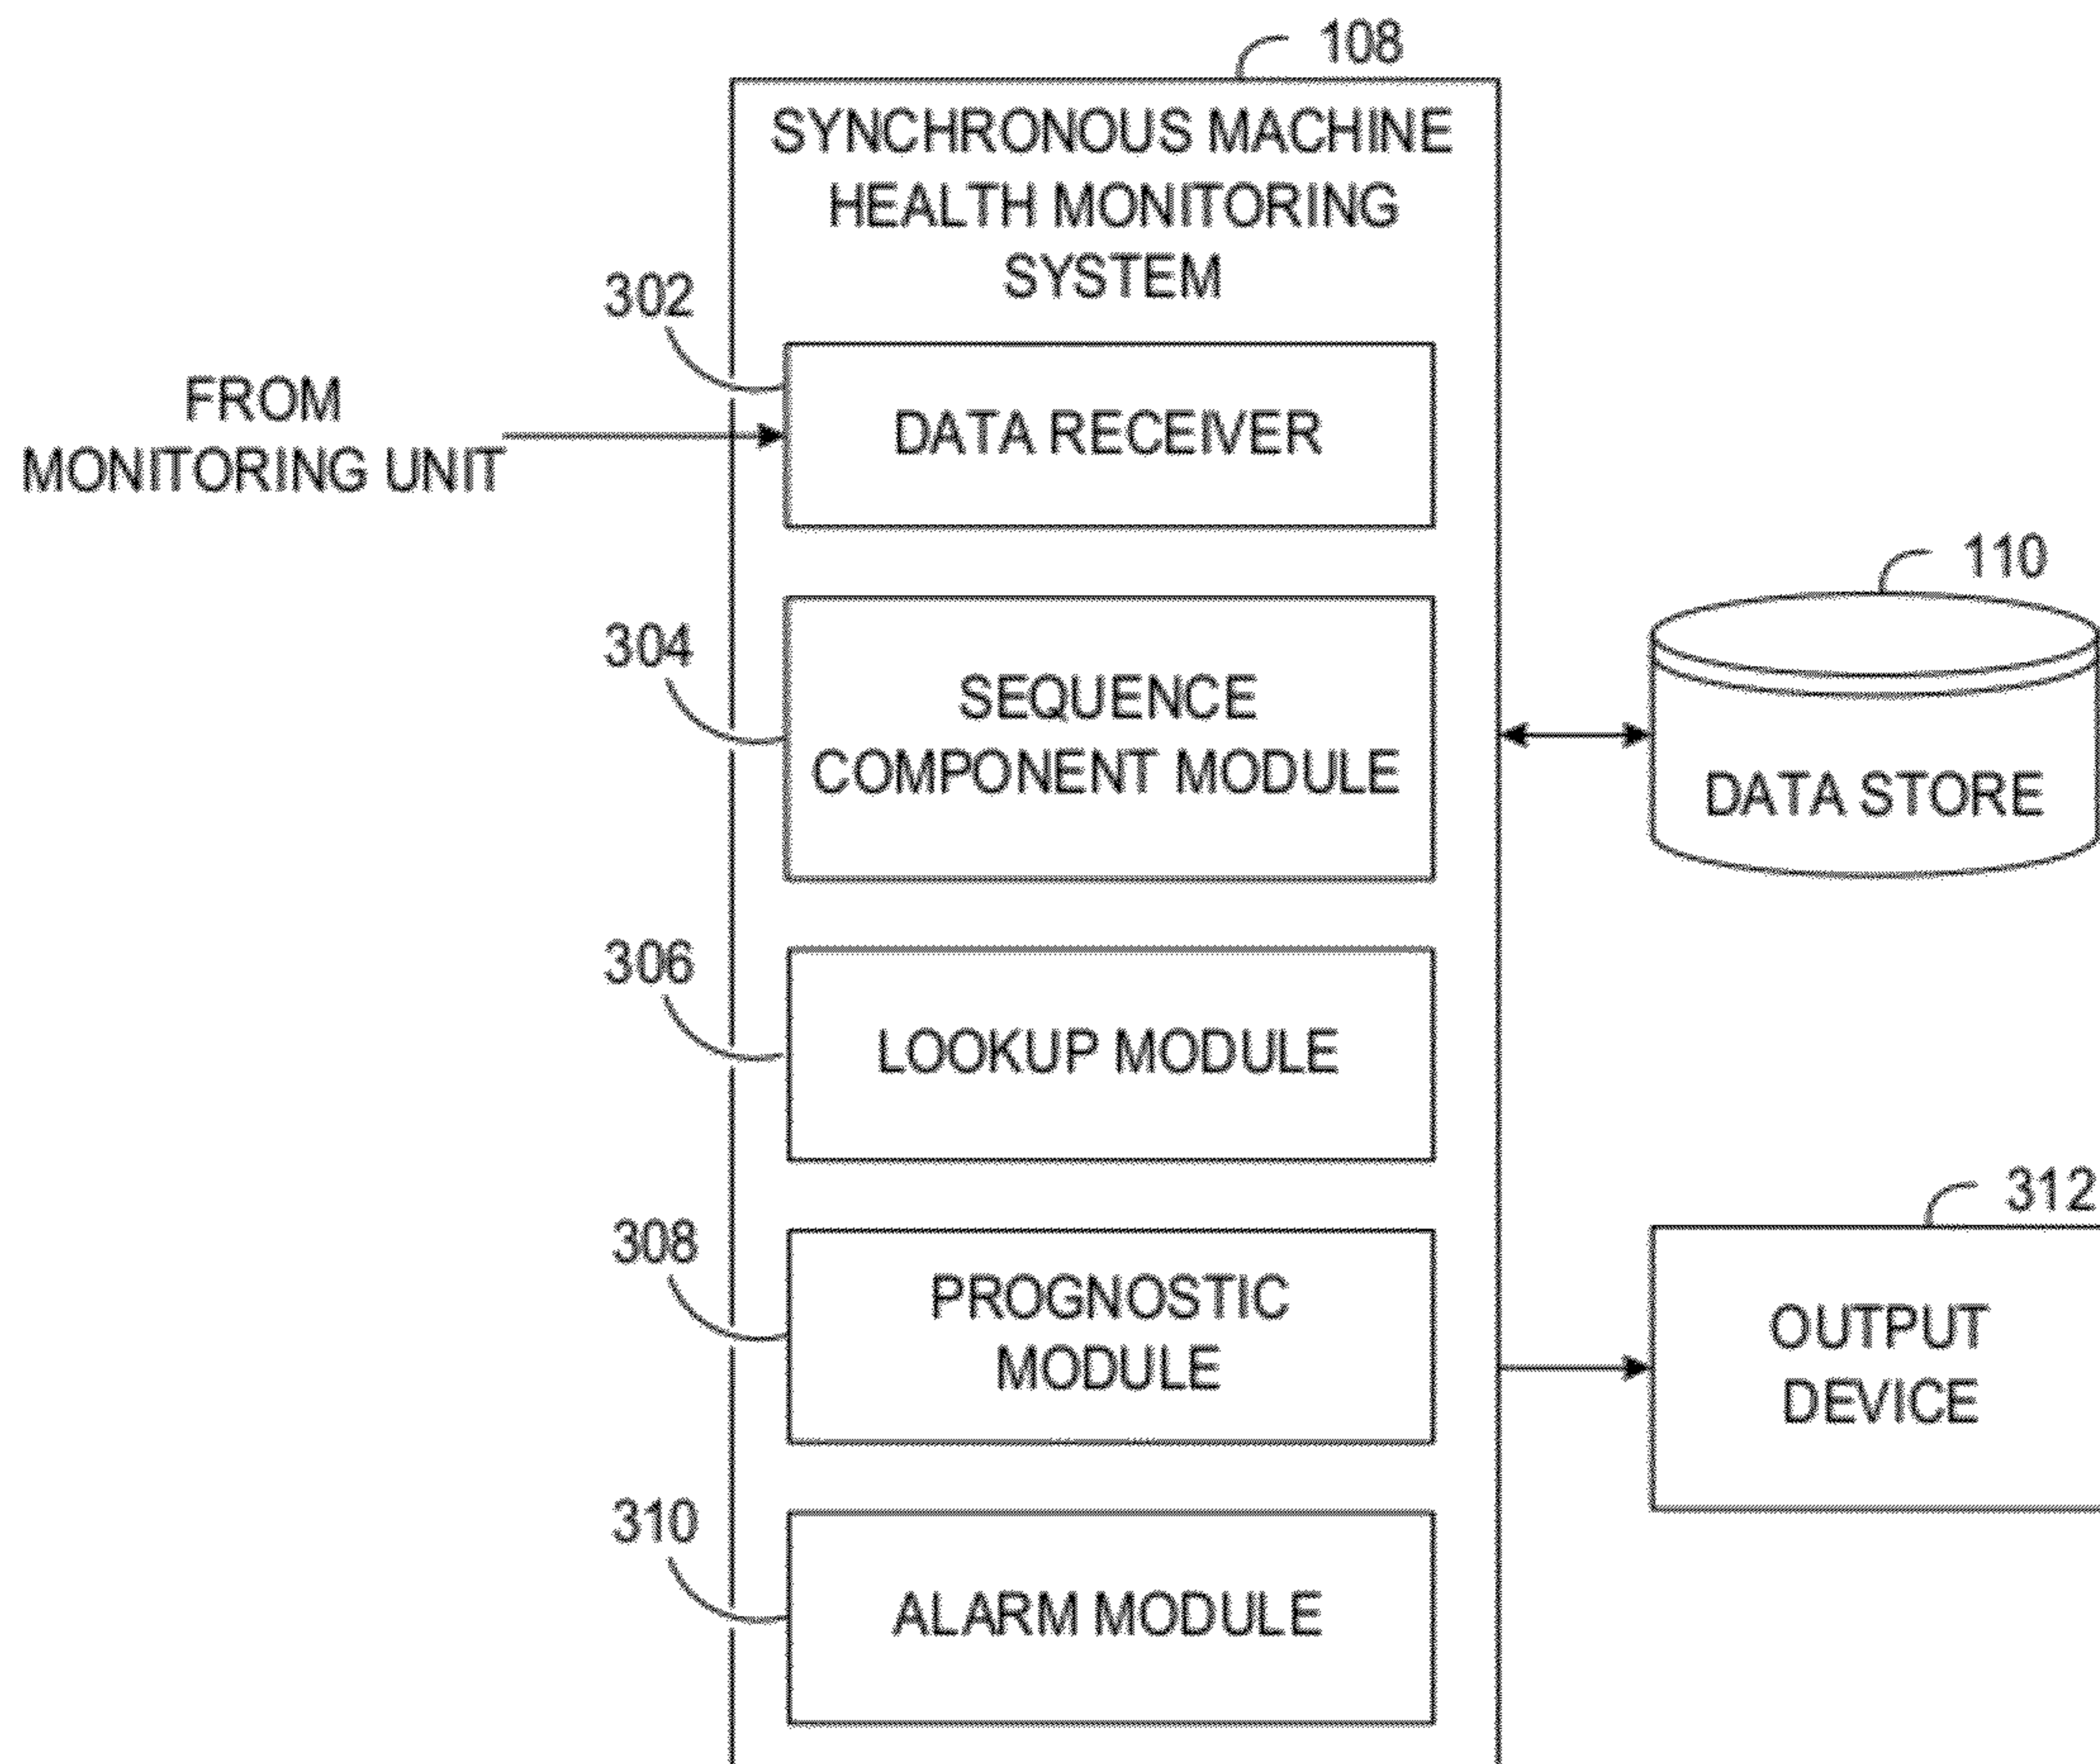 108
SYNCHRONOUS MACHINE
HEALTH MONITORING
SYSTEM
302
FROM
MONITORING UNIT
DATA RECEIVER
110
304
SEQUENCE
COMPONENT MODULE
DATA STORE
306
LOOKUP MODULE
312
308
PROGNOSTIC
MODULE
OUTPUT
DEVICE
310
ALARM MODULE